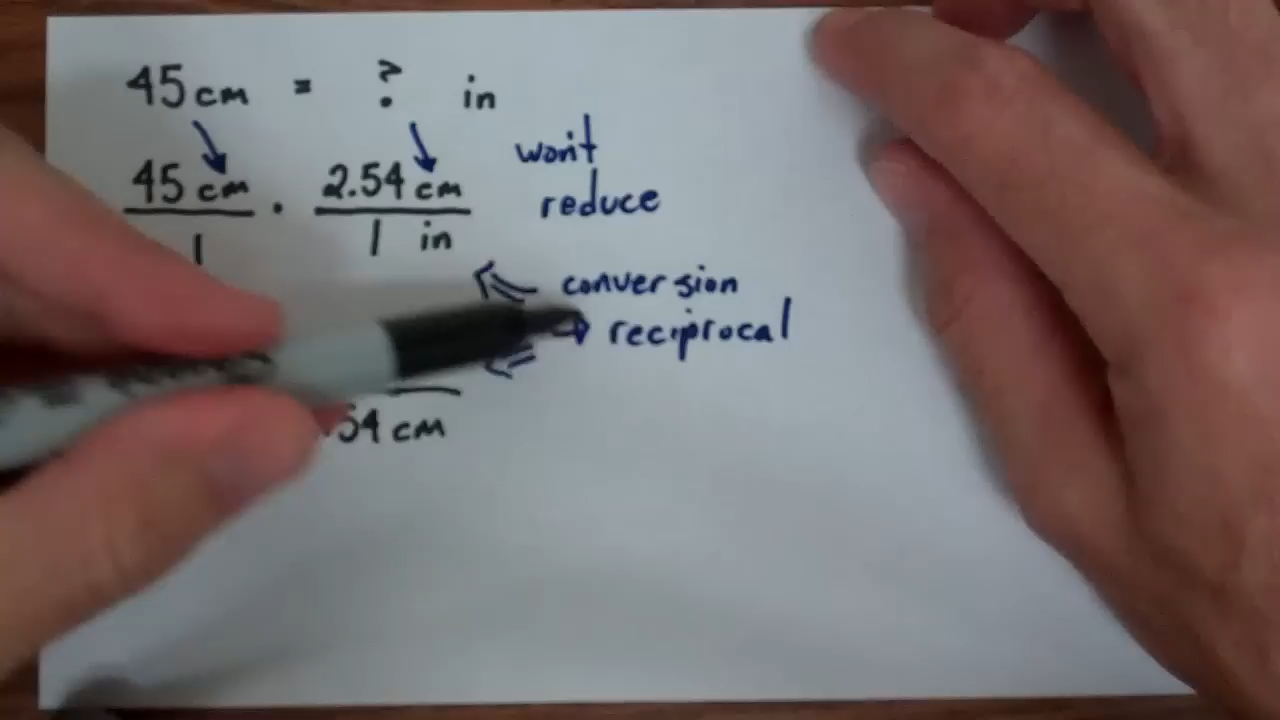 45 cm = ? in
45 cm · 2.54 cm
1 1 in
won't
reduce
conversion
reciprocal
54 cm